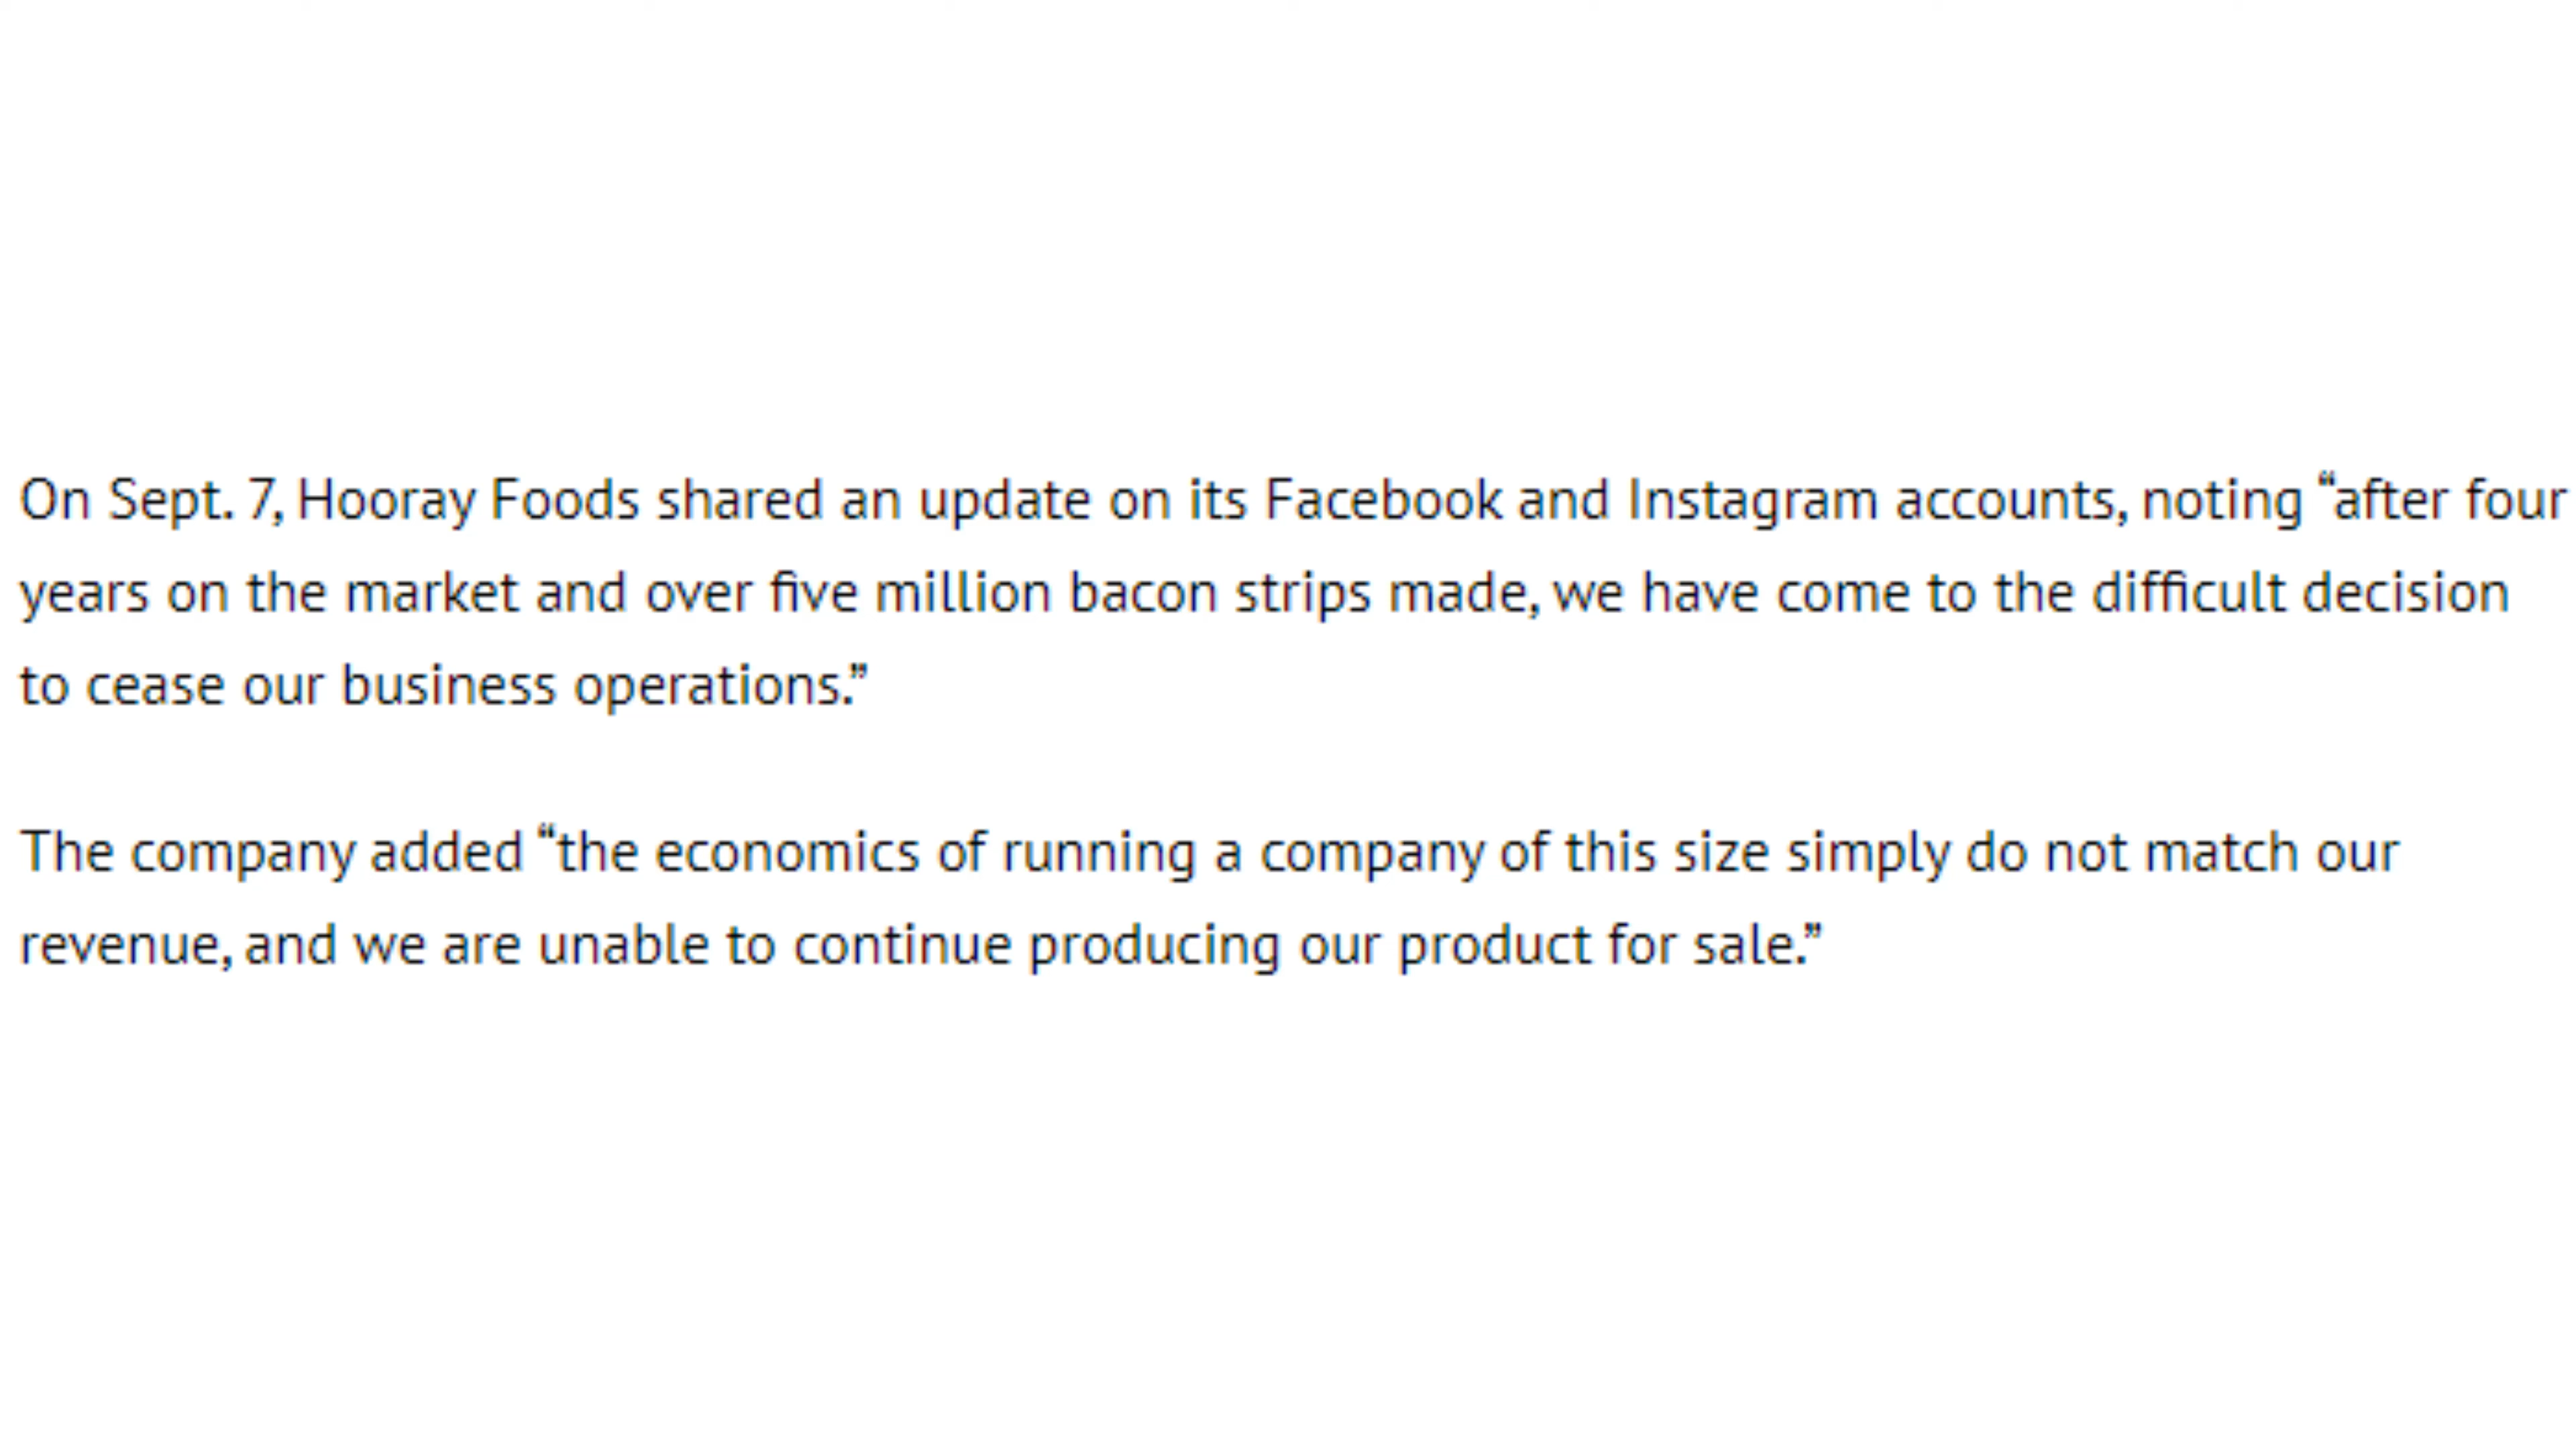 On Sept. 7, Hooray Foods shared an update on its Facebook and Instagram accounts, noting “after four
years on the market and over five million bacon strips made, we have come to the difficult decision
to cease our business operations.”
The company added “the economics of running a company of this size simply do not match our
revenue, and we are unable to continue producing our product for sale.”